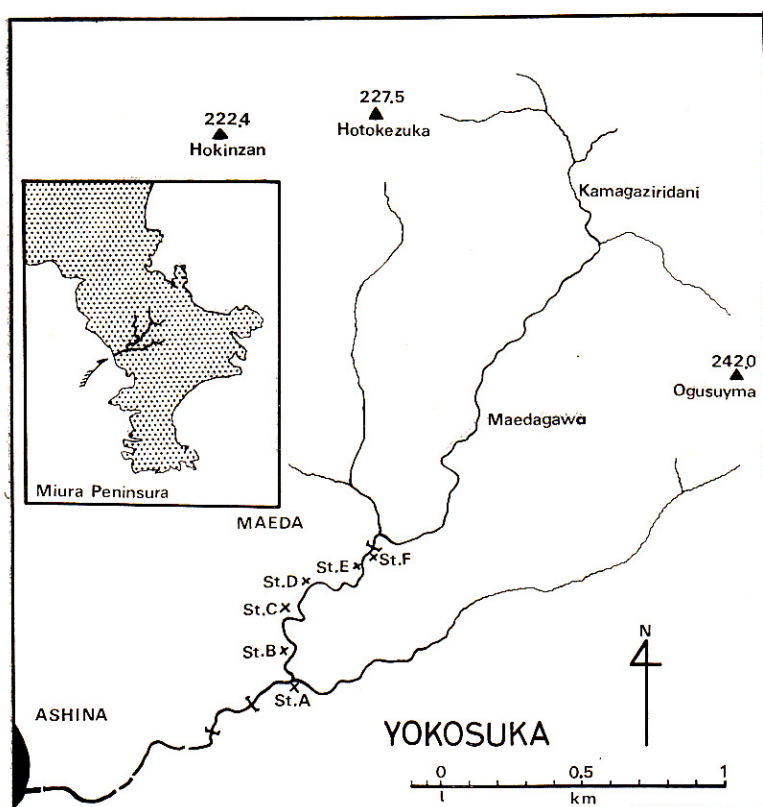 222.4
Hokinzan
227.5
Hotokezuka
Kamagaziridani
242.0
Ogusuyma
Maedagawa
Miura Peninsura
MAEDA
St.F
St.E
St.D
St.C
St.B
St.A
N
ASHINA
YOKOSUKA
0 0.5 1
km